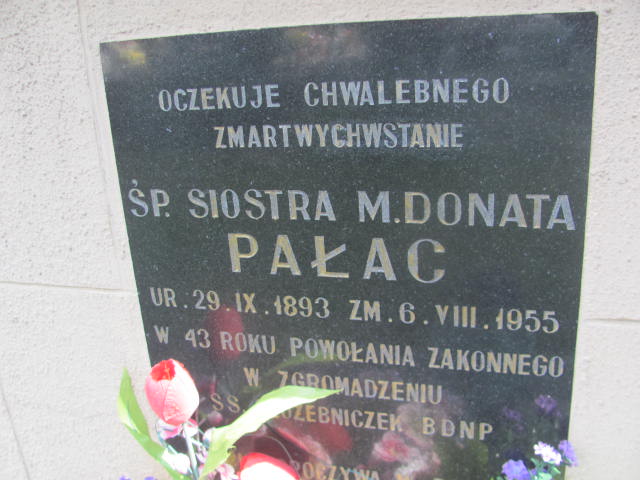 OCZEKUJE CHWALEBNEGO
ZMARTWYCHWSTANIE
ŚP. SIOSTRA M. DONATA
PAŁAC
UR. 29. IX. 1893 ZM. 6. VIII. 1955
W 43 ROKU POWOŁANIA ZAKONNEGO
W ZGROMADZENIU
SS. BDNP